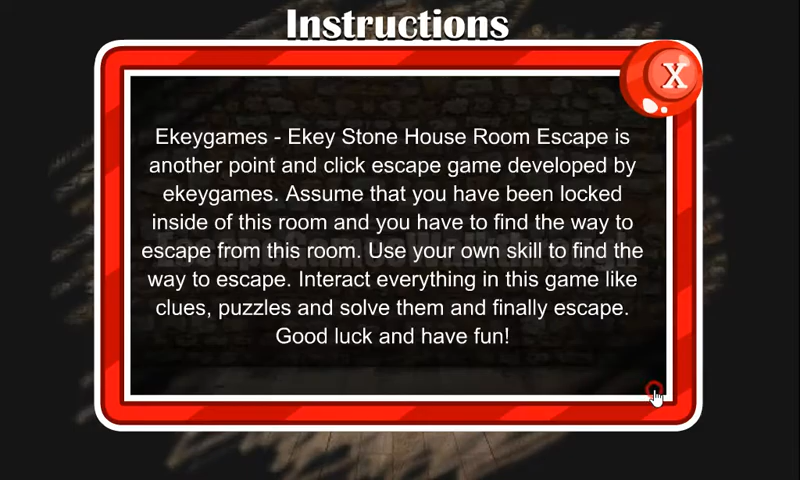 Instructions
X
Ekeygames - Ekey Stone House Room Escape is
another point and click escape game developed by
ekeygames. Assume that you have been locked
inside of this room and you have to find the way to
escape from this room. Use your own skill to find the
way to escape. Interact everything in this game like
clues, puzzles and solve them and finally escape.
Good luck and have fun!